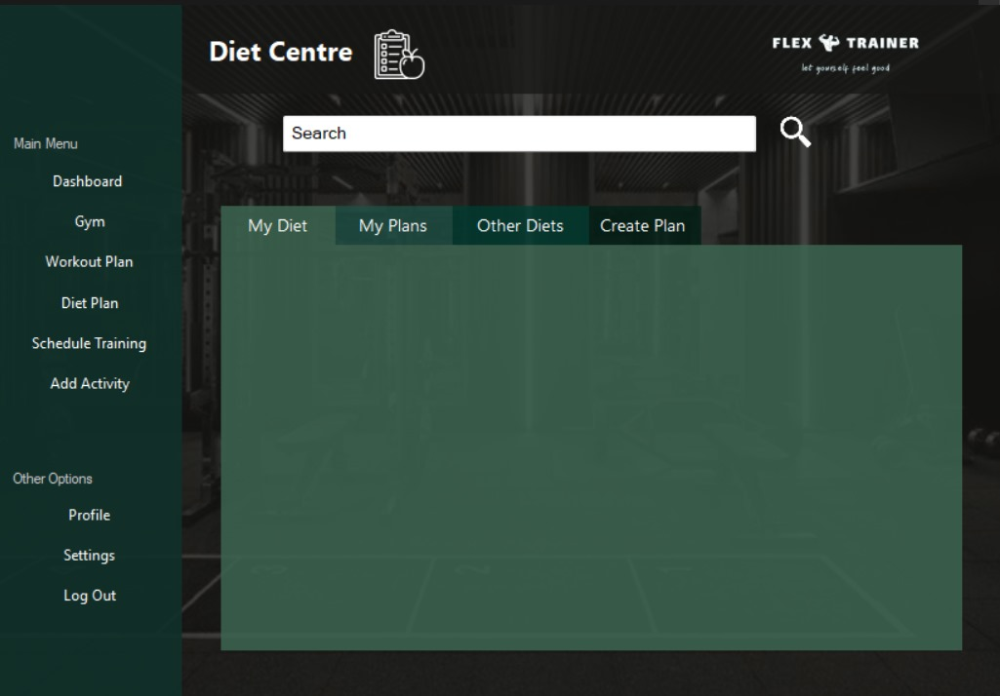 Diet Centre
FLEX TRAINER
let yourself feel good
Search
Main Menu
Dashboard
Gym
Workout Plan
Diet Plan
Schedule Training
Add Activity
My Diet
My Plans
Other Diets
Create Plan
Other Options
Profile
Settings
Log Out